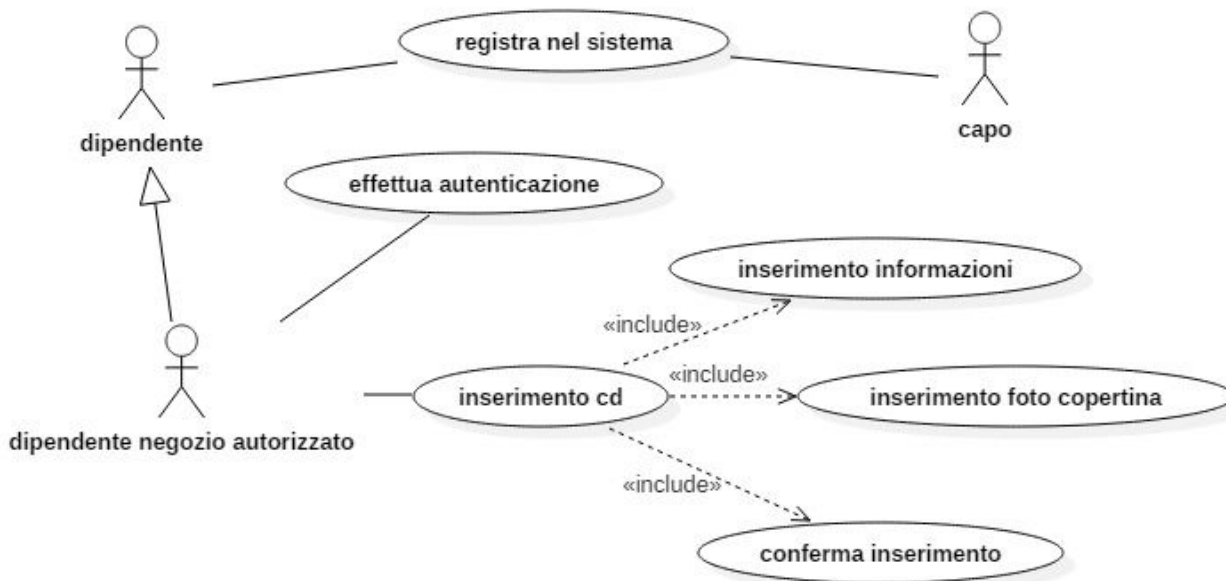 registra nel sistema
dipendente
capo
effettua autenticazione
inserimento informazioni
«include»
inserimento cd
«include»
inserimento foto copertina
dipendente negozio autorizzato
«include»
conferma inserimento